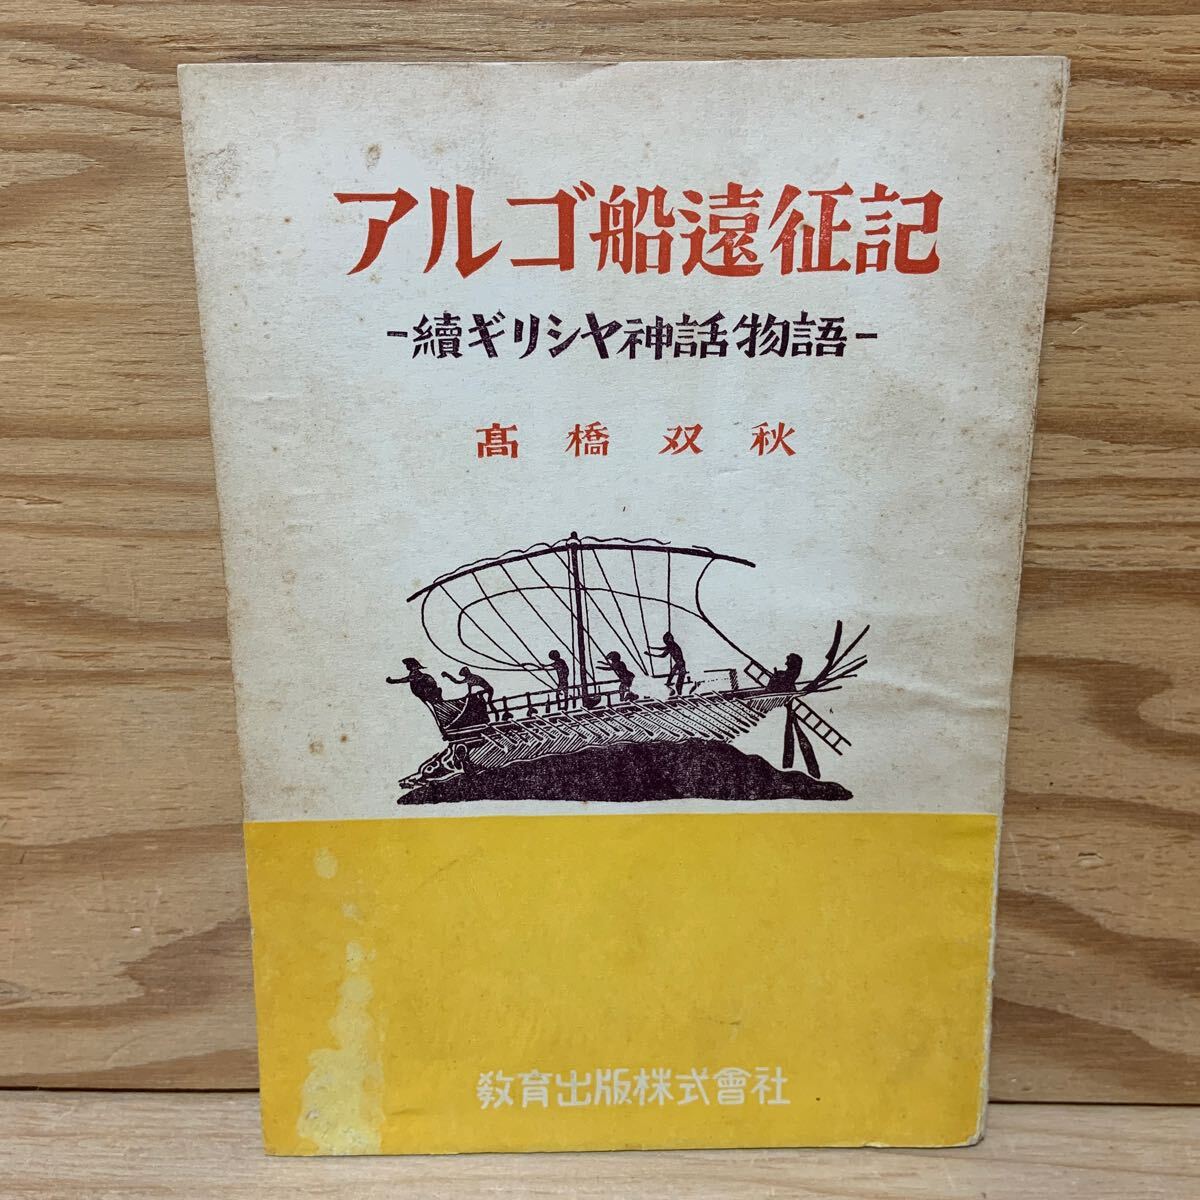 アルゴ船遠征記
-續ギリシヤ神話物語-
髙橋双秋
教育出版株式會社